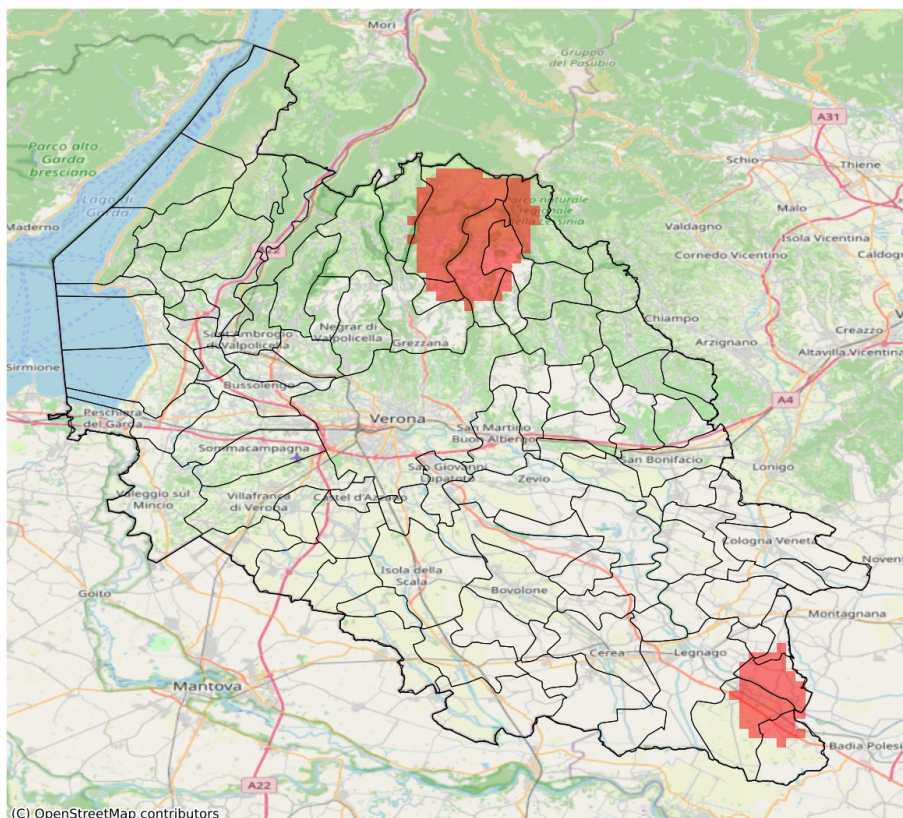 Mori
Gruppo
del Pasubio
A31
Parco alto
Garda
bresciano
Schio
Thiene
Lago di
Garda
Malo
Maderno
Valdagno
Isola Vicentina
Cornedo Vicentino
Caldogn
Chiampo
Negrar di
Valpolicella
Sant'Ambrogio
di Valpolicella
Grezzana
Arzignano
Creazzo
Altavilla Vicentina
Sirmione
Bussolengo
A4
Peschiera
del Garda
Verona
San Martino
Buon Albergo
Sommacampagna
San Bonifacio
Lonigo
San Giovanni
Lupatoto
Zevio
Valeggio sul
Mincio
Villafranca
di Verona
Castel d'Azzano
Cologna Veneta
Isola della
Scala
Bovolone
Goito
Montagnana
Cerea
Legnago
Mantova
Badia Polesi
A22
(C) OpenStreetMap contributors